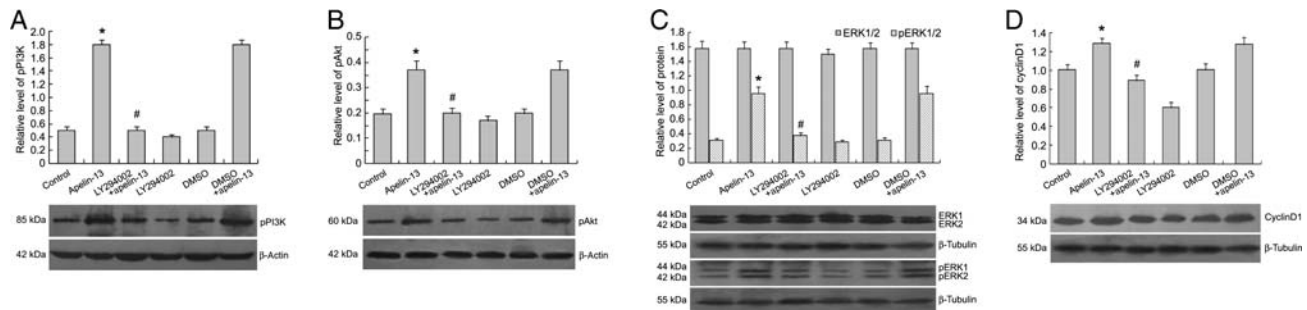 A
Relative level of pPI3K
2.0
1.8
1.6
1.4
1.2
1.0
0.8
0.6
0.4
0.2
0
*
#
Control
Apelin-13
LY294002
+apelin-13
LY294002
DMSO
DMSO
+apelin-13
85 kDa
pPI3K
42 kDa
β-Actin
B
Relative level of pAkt
0.5
0.4
0.3
0.2
0.1
0
*
#
Control
Apelin-13
LY294002
+apelin-13
LY294002
DMSO
DMSO
+apelin-13
60 kDa
pAkt
42 kDa
β-Actin
C
ERK1/2 pERK1/2
Relative level of protein
1.8
1.6
1.4
1.2
1.0
0.8
0.6
0.4
0.2
0
*
#
Control
Apelin-13
LY294002
+apelin-13
LY294002
DMSO
DMSO
+apelin-13
44 kDa
42 kDa
ERK1
ERK2
55 kDa
β-Tubulin
44 kDa
42 kDa
pERK1
pERK2
55 kDa
β-Tubulin
D
Relative level of cyclinD1
1.4
1.2
1.0
0.8
0.6
0.4
0.2
0
*
#
Control
Apelin-13
LY294002
+apelin-13
LY294002
DMSO
DMSO
+apelin-13
34 kDa
CyclinD1
55 kDa
β-Tubulin